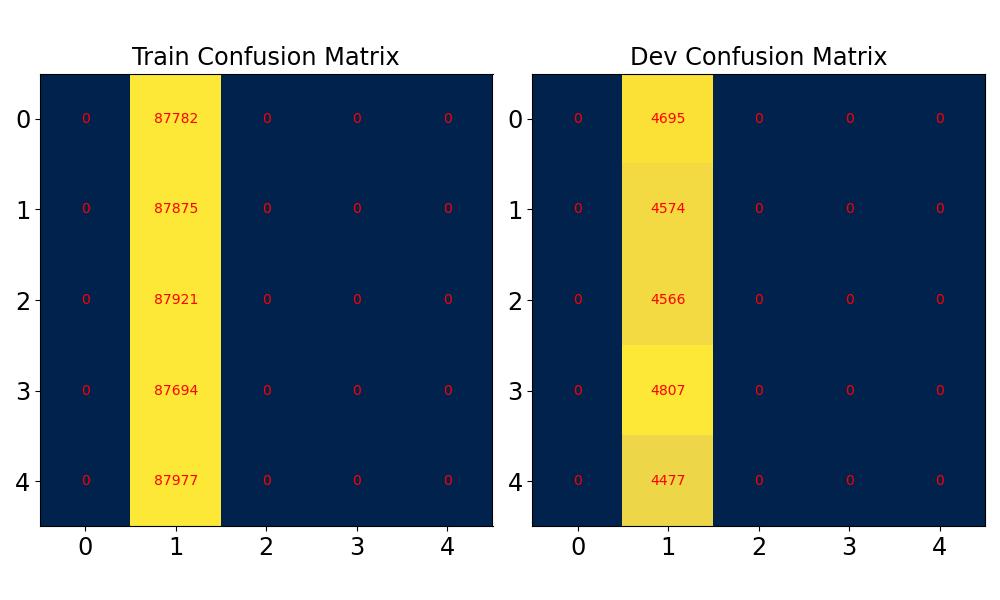 Train Confusion Matrix
0 0 87782 0 0 0
1 0 87875 0 0 0
2 0 87921 0 0 0
3 0 87694 0 0 0
4 0 87977 0 0 0
0 1 2 3 4
Dev Confusion Matrix
0 0 4695 0 0 0
1 0 4574 0 0 0
2 0 4566 0 0 0
3 0 4807 0 0 0
4 0 4477 0 0 0
0 1 2 3 4